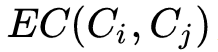 EC(C_i, C_j)